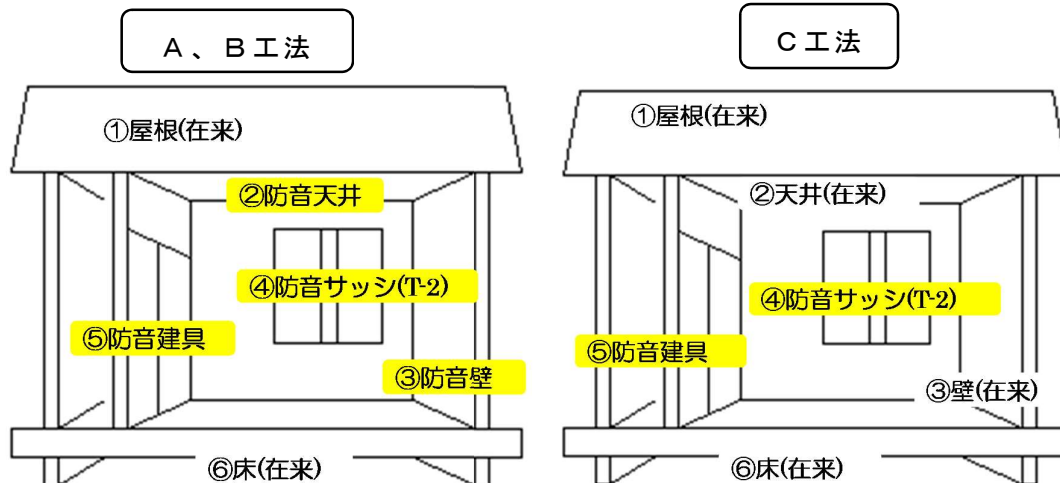 A、B工法
①屋根(在来)
②防音天井
④防音サッシ(T-2)
⑤防音建具
③防音壁
⑥床(在来)
C工法
①屋根(在来)
②天井(在来)
④防音サッシ(T-2)
⑤防音建具
③壁(在来)
⑥床(在来)